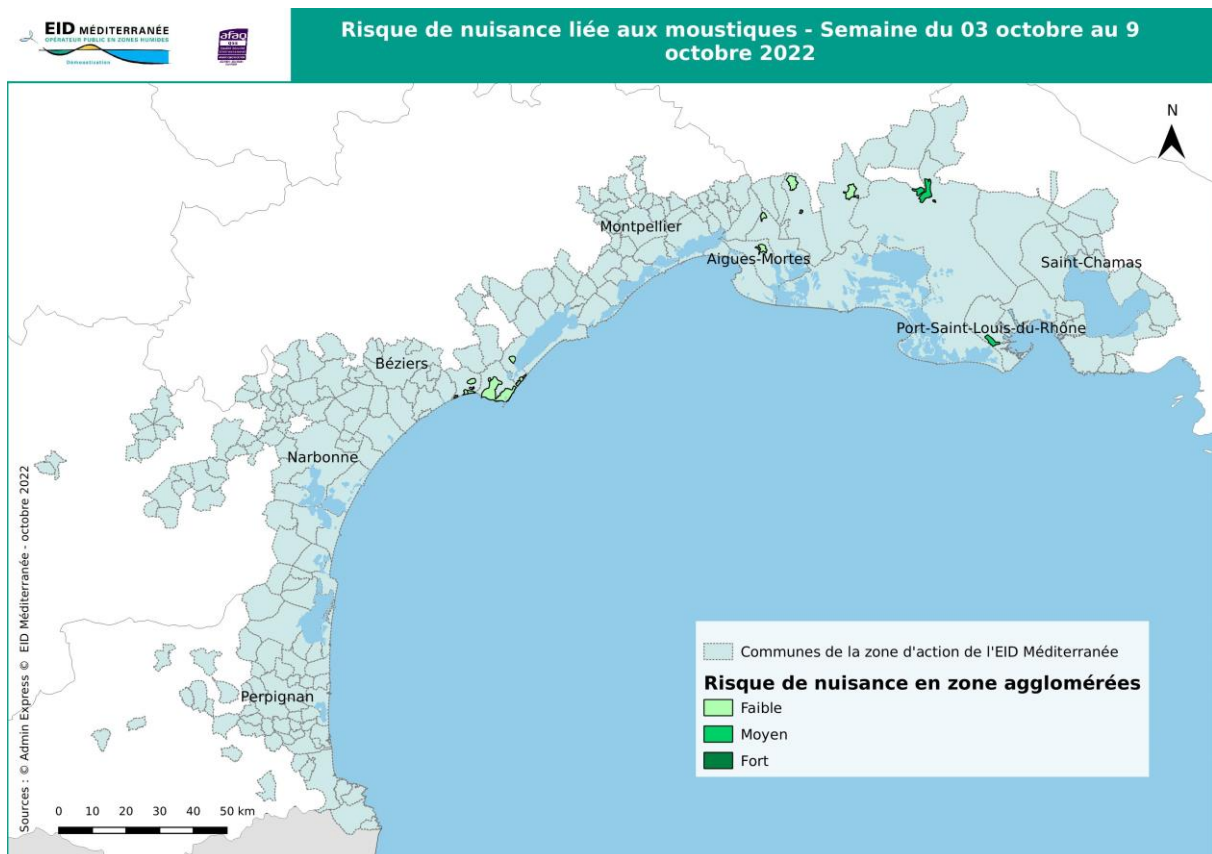 EID MÉDITERRANÉE
OPÉRATEUR PUBLIC EN ZONES HUMIDES
Démoustication
afaq
Risque de nuisance liée aux moustiques - Semaine du 03 octobre au 9
octobre 2022
N
Montpellier
Aigues-Mortes
Saint-Chamas
Port-Saint-Louis-du-Rhône
Béziers
Narbonne
Perpignan
Communes de la zone d'action de l'EID Méditerranée
Risque de nuisance en zone agglomérées
Faible
Moyen
Fort
0 10 20 30 40 50 km
Sources : © Admin Express © EID Méditerranée - octobre 2022